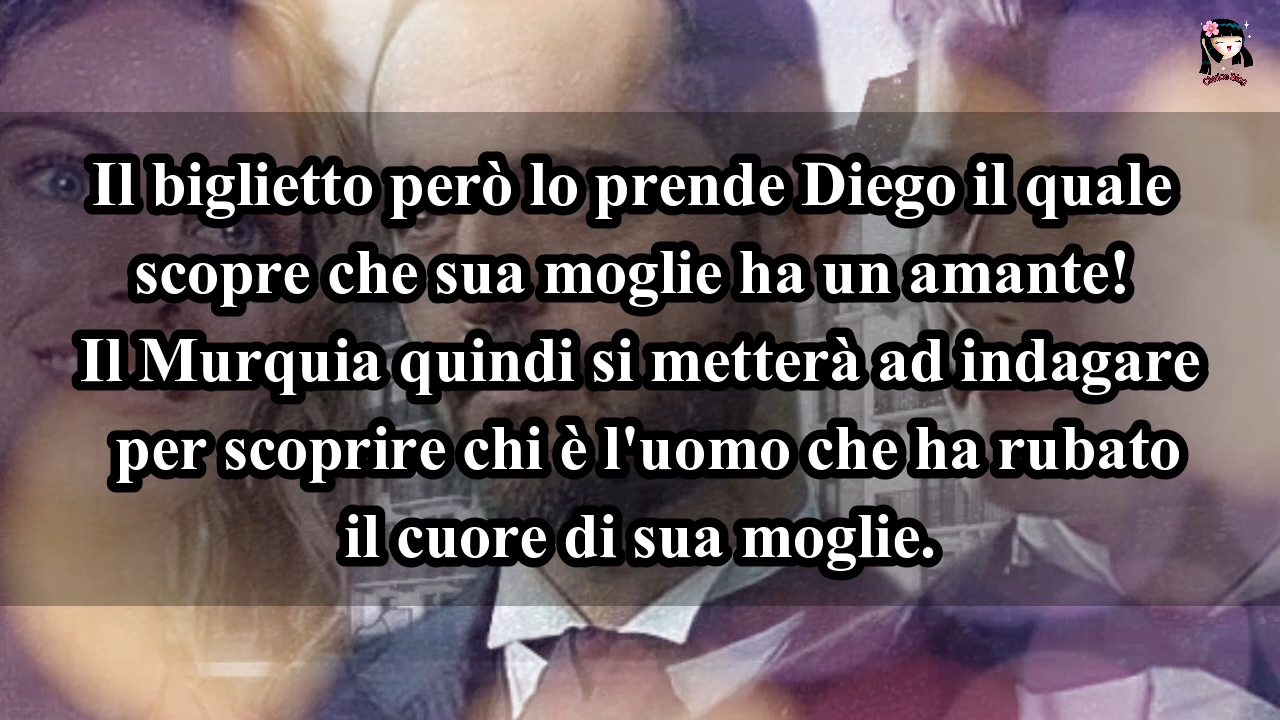 Il biglietto però lo prende Diego il quale
scopre che sua moglie ha un amante!
Il Murquia quindi si metterà ad indagare
per scoprire chi è l'uomo che ha rubato
il cuore di sua moglie.